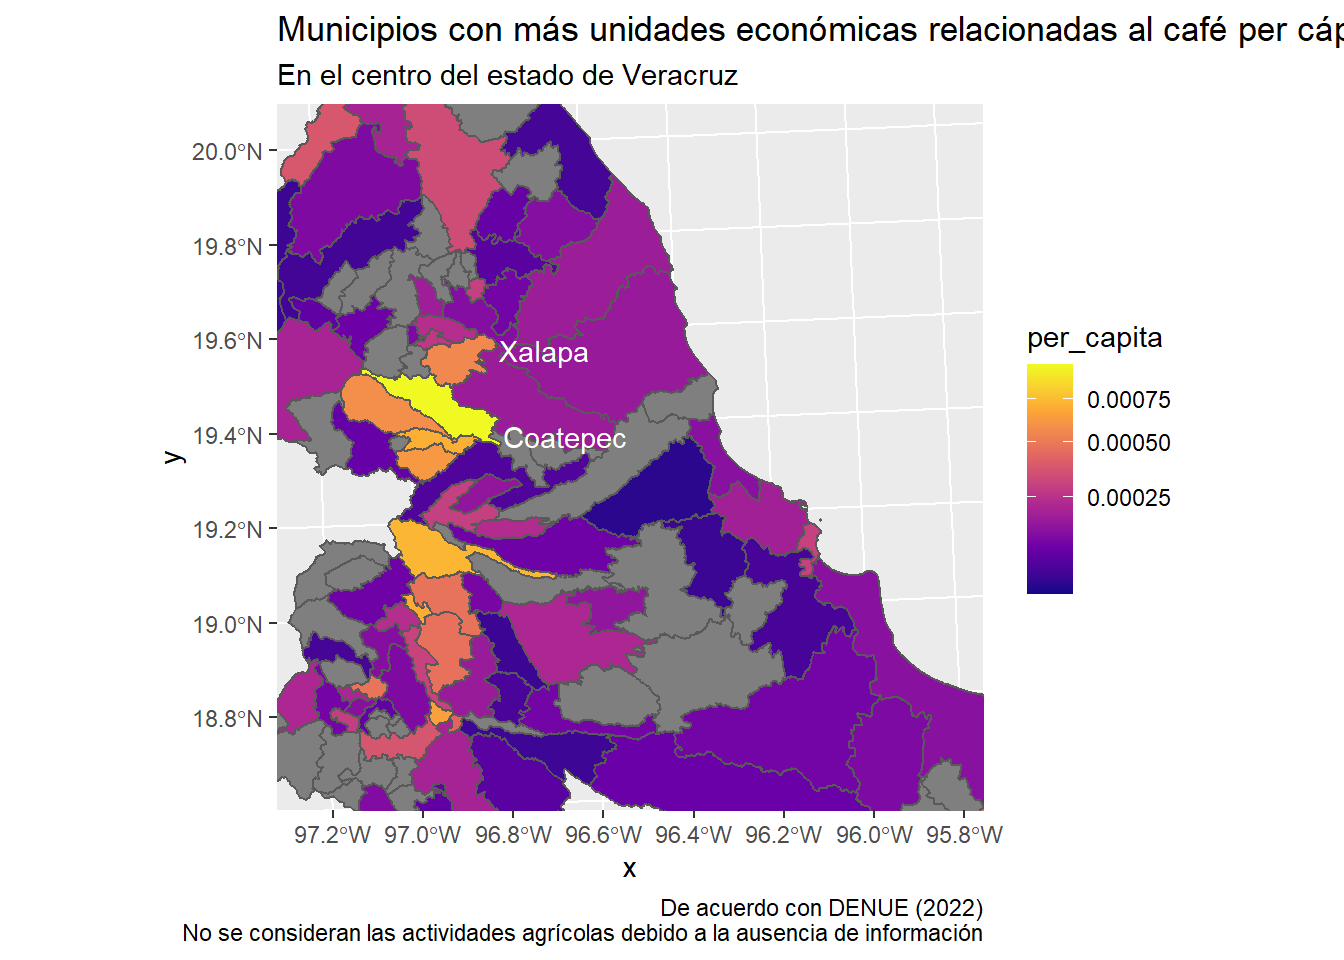 Municipios con más unidades económicas relacionadas al café per cáp
En el centro del estado de Veracruz
20.0°N
19.8°N
19.6°N
19.4°N
19.2°N
19.0°N
18.8°N
y
Xalapa
Coatepec
per_capita
0.00075
0.00050
0.00025
97.2°W 97.0°W 96.8°W 96.6°W 96.4°W 96.2°W 96.0°W 95.8°W
x
De acuerdo con DENUE (2022)
No se consideran las actividades agrícolas debido a la ausencia de información